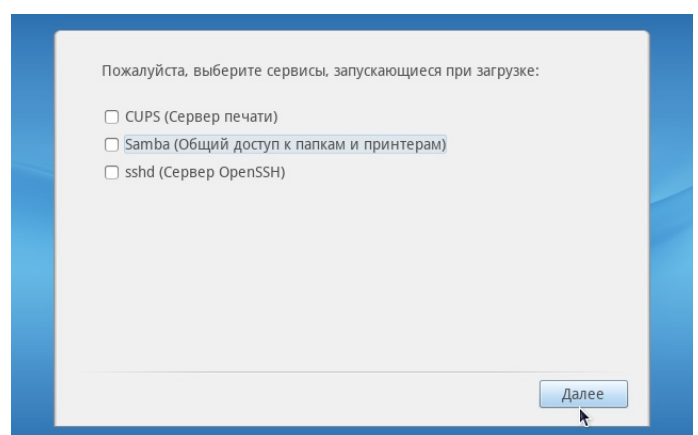 Пожалуйста, выберите сервисы, запускающиеся при загрузке:
CUPS (Сервер печати)
Samba (Общий доступ к папкам и принтерам)
sshd (Сервер OpenSSH)
Далее